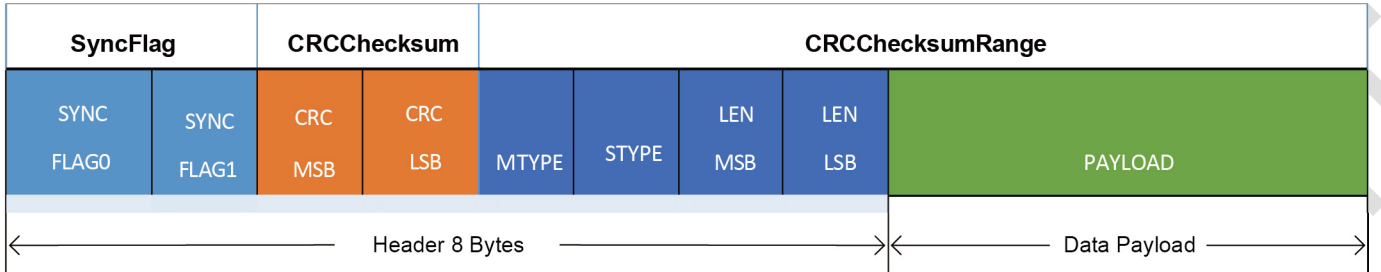 SyncFlag CRCChecksum CRCChecksumRange
SYNC FLAG0
SYNC FLAG1
CRC MSB
CRC LSB
MTYPE
STYPE
LEN MSB
LEN LSB
PAYLOAD
Header 8 Bytes
Data Payload